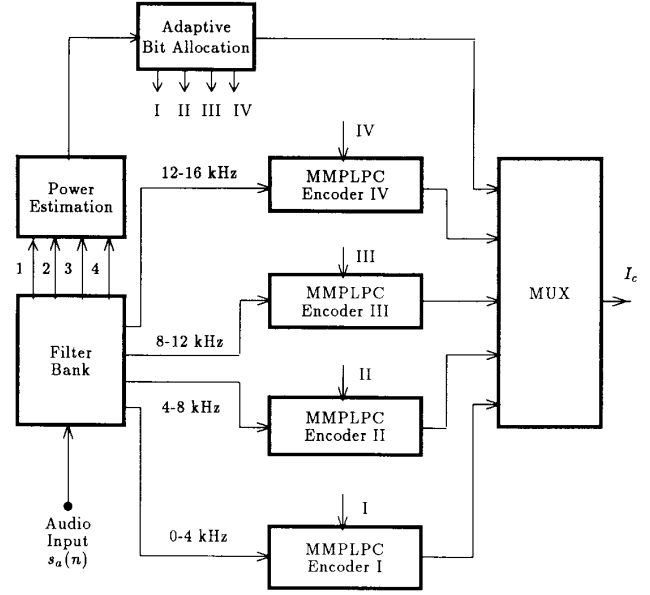 Adaptive
Bit Allocation
I II III IV
IV
12-16 kHz
MMPLPC
Encoder IV
Power
Estimation
1 2 3 4
III
MMPLPC
Encoder III
MUX
I_c
8-12 kHz
Filter
Bank
II
4-8 kHz
MMPLPC
Encoder II
I
Audio
Input
s_a(n)
0-4 kHz
MMPLPC
Encoder I